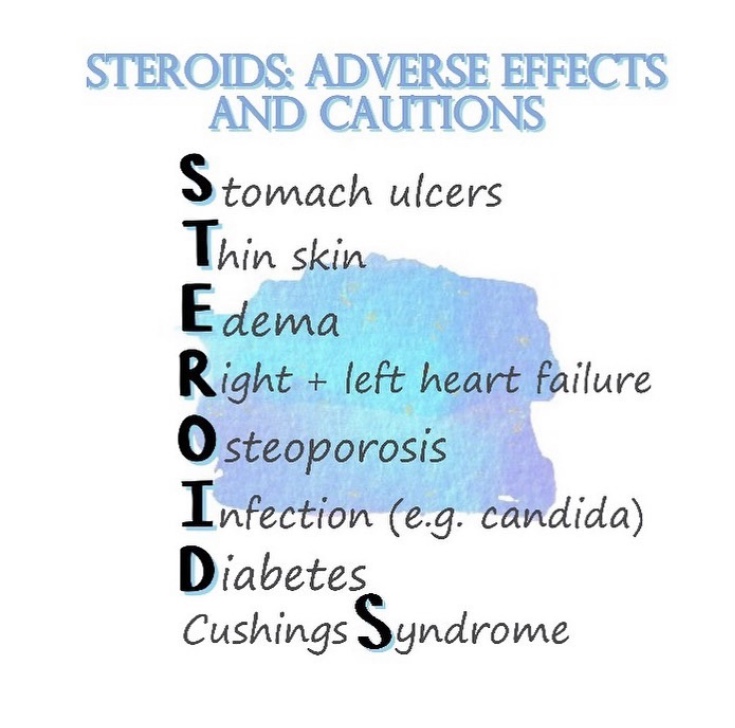 STEROIDS: ADVERSE EFFECTS
AND CAUTIONS
Stomach ulcers
Thin skin
Edema
Right + left heart failure
Osteoporosis
Infection (e.g. candida)
Diabetes
Cushings Syndrome